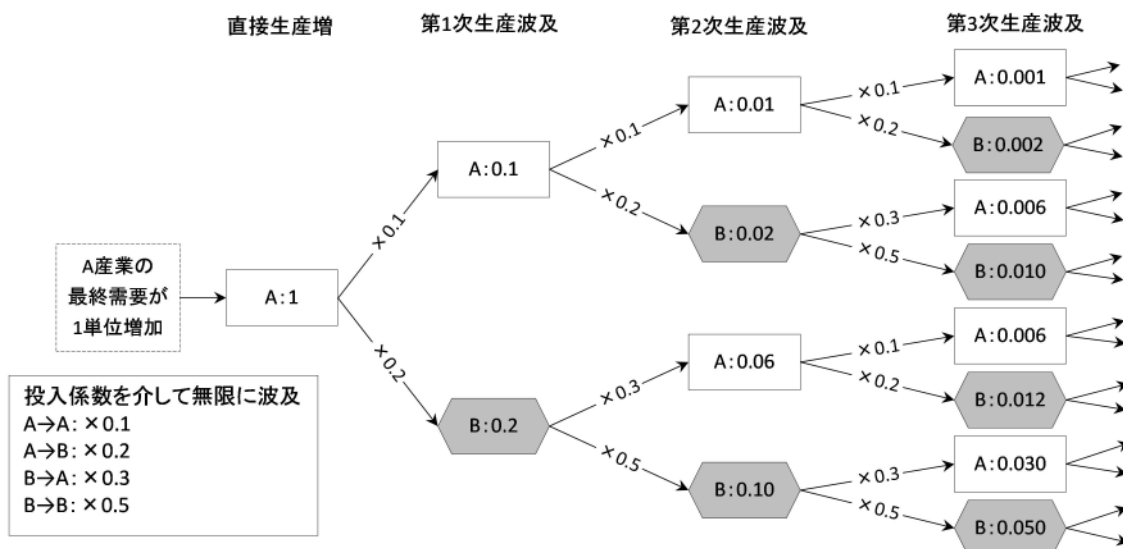 直接生産増
第1次生産波及
第2次生産波及
第3次生産波及
A産業の
最終需要が
1単位増加
A:1
×0.1
×0.2
A:0.1
B:0.2
×0.1
×0.2
×0.3
×0.5
A:0.01
B:0.02
A:0.06
B:0.10
×0.1
×0.2
×0.3
×0.5
×0.1
×0.2
×0.3
×0.5
A:0.001
B:0.002
A:0.006
B:0.010
A:0.006
B:0.012
A:0.030
B:0.050
投入係数を介して無限に波及
A→A: ×0.1
A→B: ×0.2
B→A: ×0.3
B→B: ×0.5